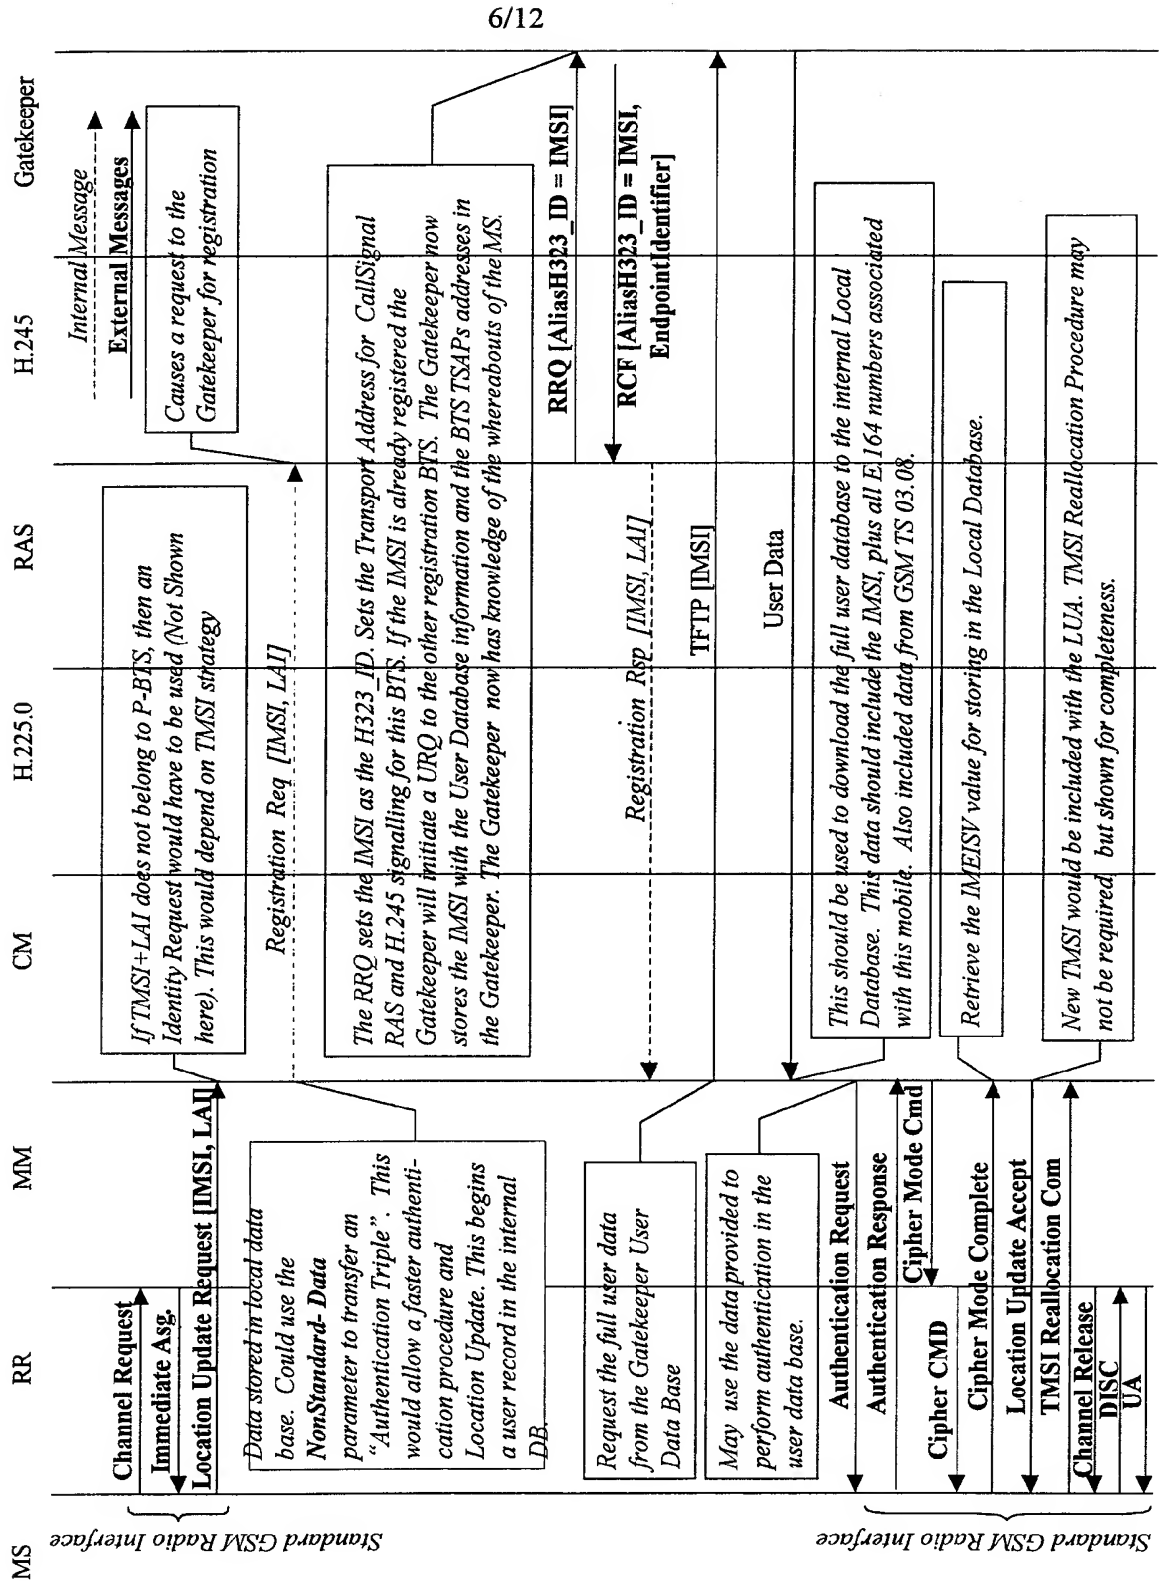 6/12
MS
RR
MM
CM
H.225.0
RAS
H.245
Gatekeeper
Internal Message
External Messages
Standard GSM Radio Interface
Channel Request
Immediate Asg.
Location Update Request [IMSI, LAI]
If TMSI+LAI does not belong to P-BTS, then an
Identity Request would have to be used (Not Shown
here). This would depend on TMSI strategy
Causes a request to the
Gatekeeper for registration
Registration Req [IMSI, LAI]
Data stored in local data
base. Could use the
NonStandard- Data
parameter to transfer an
“Authentication Triple”. This
would allow a faster authenti-
cation procedure and
Location Update. This begins
a user record in the internal
DB.
The RRQ sets the IMSI as the H323_ID. Sets the Transport Address for CallSignal
RAS and H.245 signalling for this BTS. If the IMSI is already registered the
Gatekeeper will initiate a URQ to the other registration BTS. The Gatekeeper now
stores the IMSI with the User Database information and the BTS TSAPs addresses in
the Gatekeeper. The Gatekeeper now has knowledge of the whereabouts of the MS.
RRQ [AliasH323_ID = IMSI]
RCF [AliasH323_ID = IMSI,
EndpointIdentifier]
Registration Rsp [IMSI, LAI]
Request the full user data
from the Gatekeeper User
Data Base
TFTP [IMSI]
User Data
May use the data provided to
perform authentication in the
user data base.
This should be used to download the full user database to the internal Local
Database. This data should include the IMSI, plus all E.164 numbers associated
with this mobile. Also included data from GSM TS 03.08.
Authentication Request
Authentication Response
Cipher Mode Cmd
Cipher CMD
Cipher Mode Complete
Retrieve the IMEISV value for storing in the Local Database.
Location Update Accept
TMSI Reallocation Com
New TMSI would be included with the LUA. TMSI Reallocation Procedure may
not be required, but shown for completeness.
Channel Release
DISC
UA
Standard GSM Radio Interface